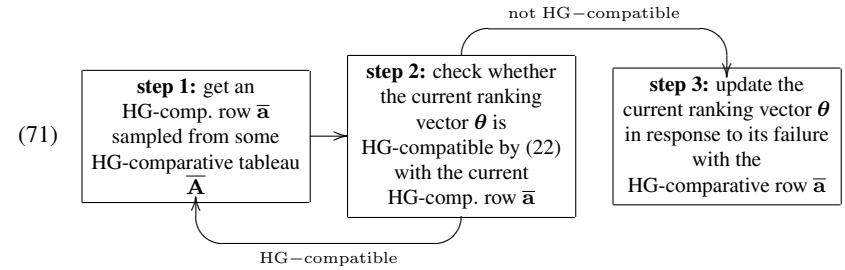 not HG−compatible
(71)
step 1: get an
HG-comp. row a̅
sampled from some
HG-comparative tableau
A̅
step 2: check whether
the current ranking
vector θ is
HG-compatible by (22)
with the current
HG-comp. row a̅
step 3: update the
current ranking vector θ
in response to its failure
with the
HG-comparative row a̅
HG−compatible